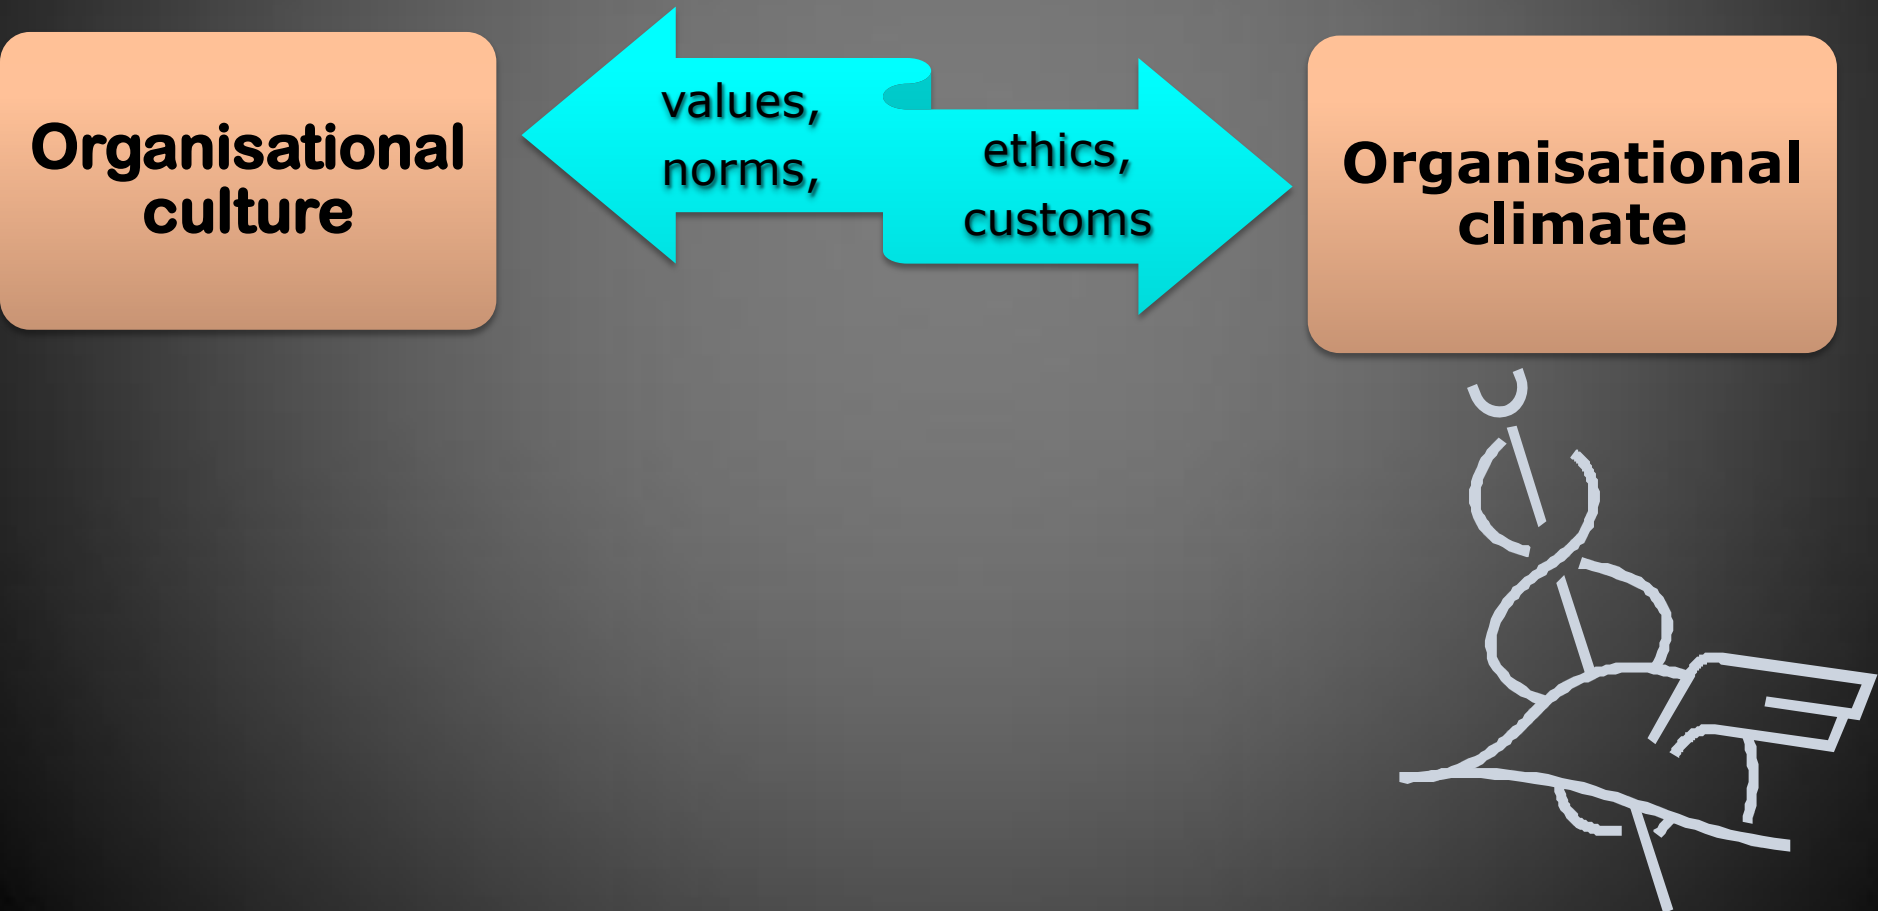 Organisational
culture
values,
norms,
ethics,
customs
Organisational
climate